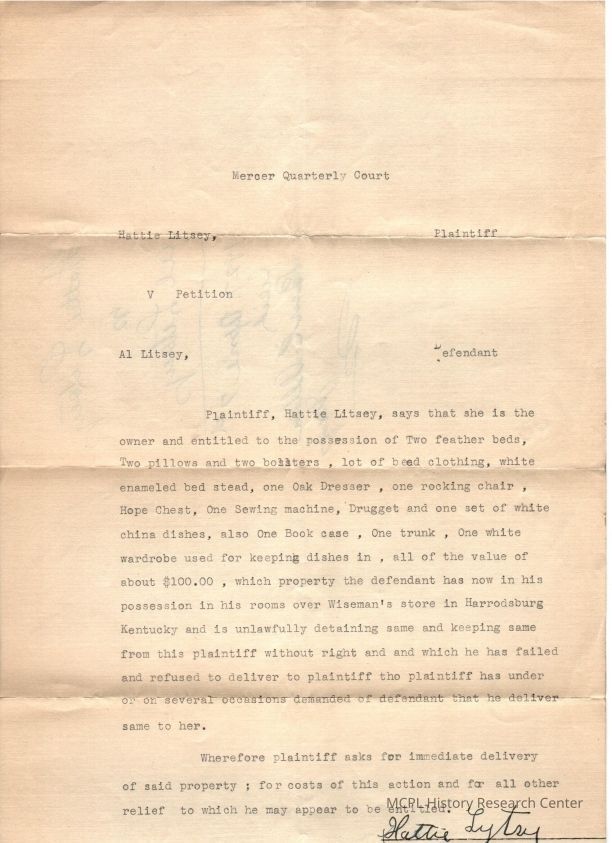 Mercer Quarterly Court
Hattie Litsey, Plaintiff
V Petition
Al Litsey, Defendant
Plaintiff, Hattie Litsey, says that she is the
owner and entitled to the possession of Two feather beds,
Two pillows and two bolsters , lot of bed clothing, white
enameled bed stead, one Oak Dresser , one rocking chair ,
Hope Chest, One Sewing machine, Drugget and one set of white
china dishes, also One Book case , One trunk , One white
wardrobe used for keeping dishes in , all of the value of
about $100.00 , which property the defendant has now in his
possession in his rooms over Wiseman's store in Harrodsburg
Kentucky and is unlawfully detaining same and keeping same
from this plaintiff without right and and which he has failed
and refused to deliver to plaintiff tho plaintiff has under
or on several occasions demanded of defendant that he deliver
same to her.
Wherefore plaintiff asks for immediate delivery
of said property ; for costs of this action and for all other
relief to which he may appear to be entitled.
MCPL History Research Center
Hattie Lytsey